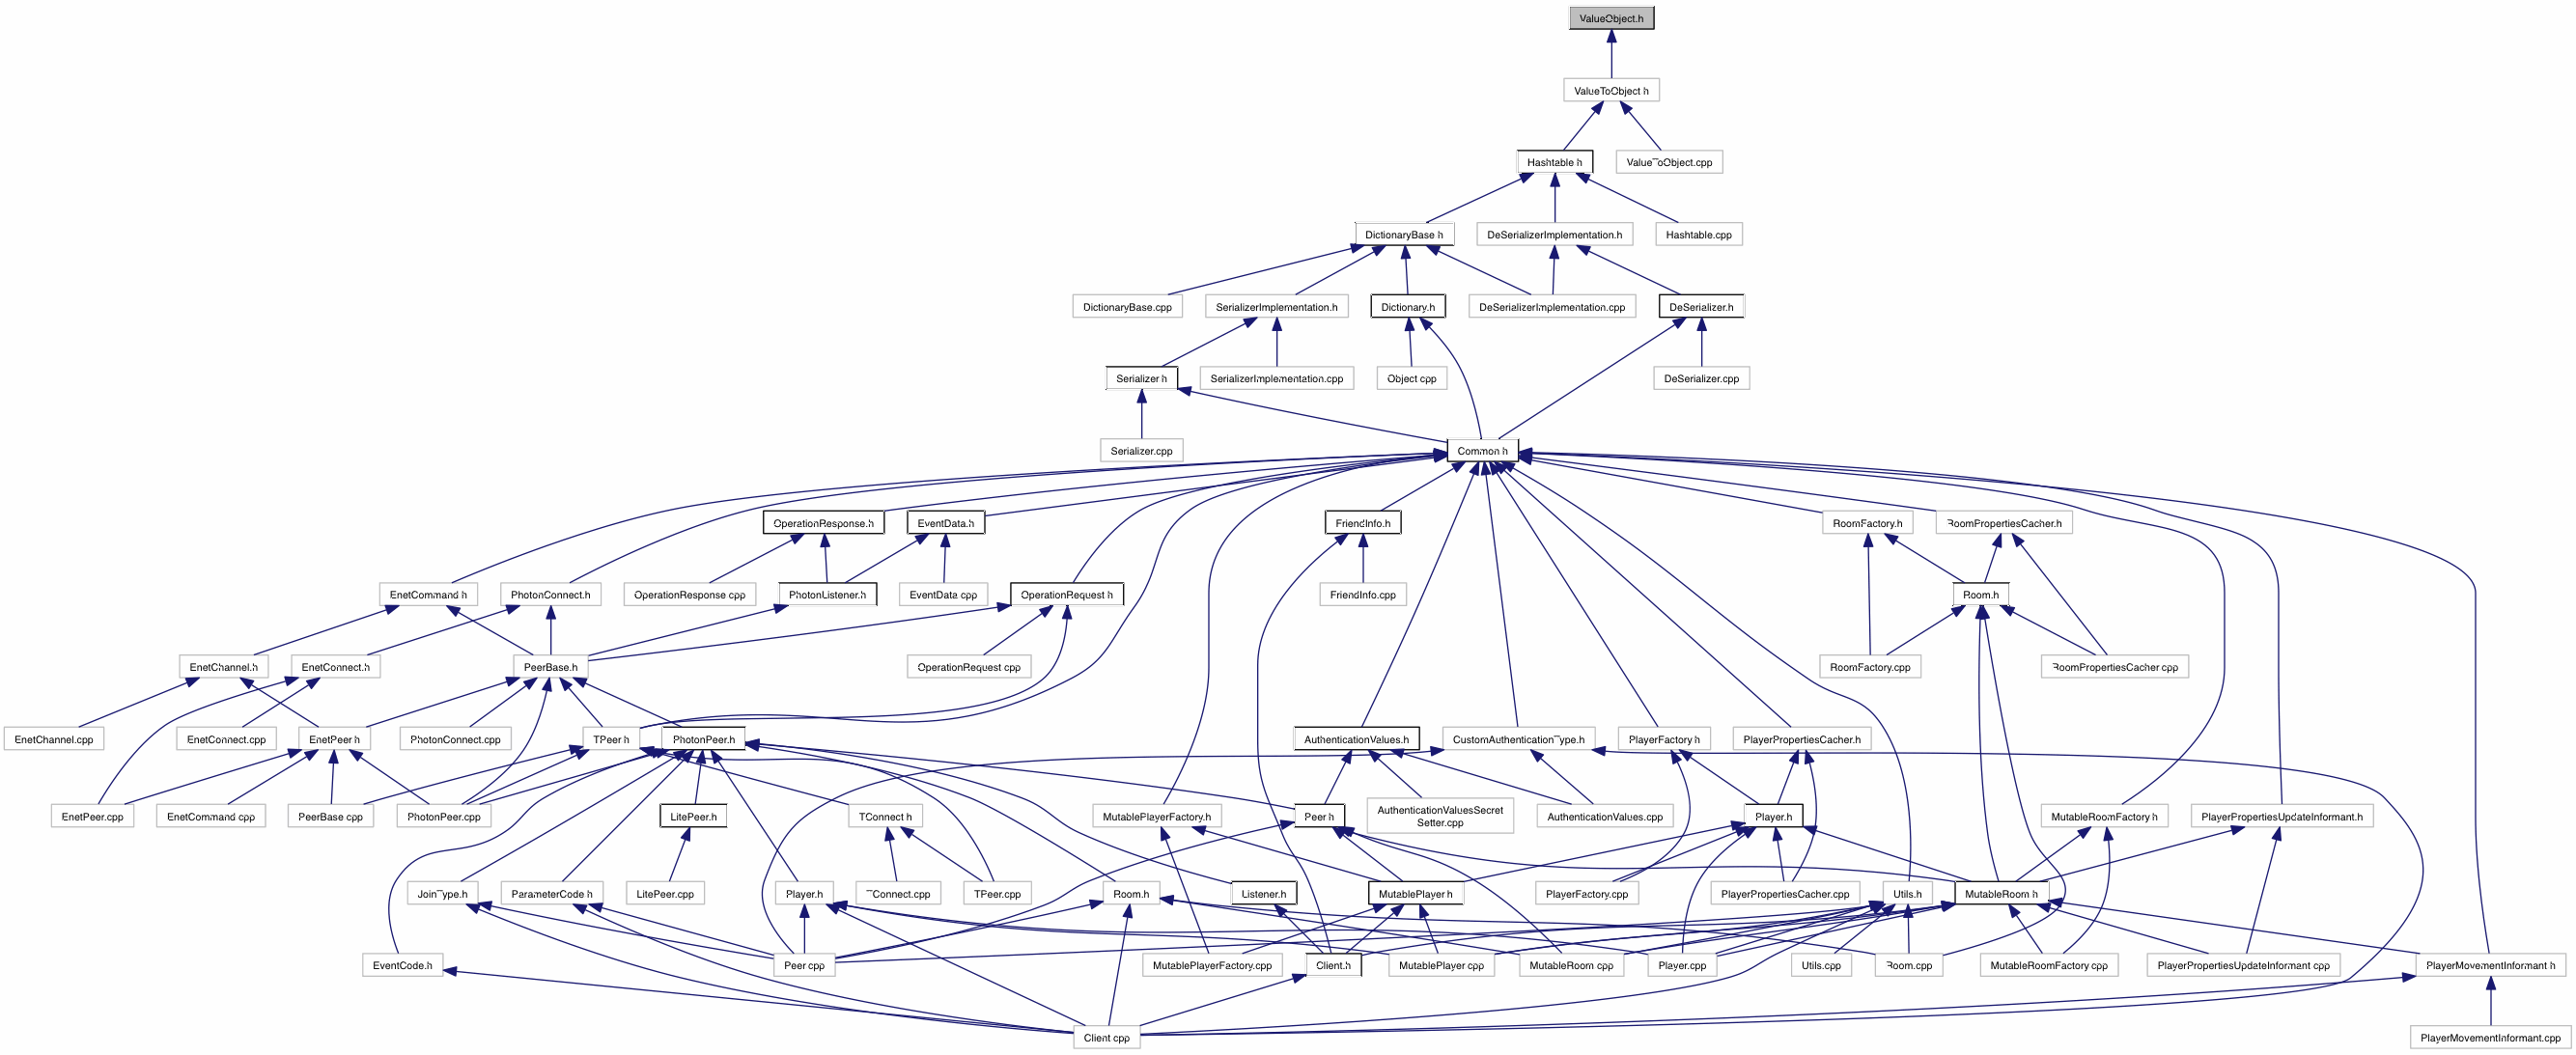 ValueObject.h
ValueToObject.h
Hashtable.h
ValueToObject.cpp
DictionaryBase.h
DeSerializerImplementation.h
Hashtable.cpp
DictionaryBase.cpp
SerializerImplementation.h
Dictionary.h
DeSerializerImplementation.cpp
DeSerializer.h
Serializer.h
SerializerImplementation.cpp
Object.cpp
DeSerializer.cpp
Serializer.cpp
Common.h
OperationResponse.h
EventData.h
FriendInfo.h
RoomFactory.h
RoomPropertiesCacher.h
EnetCommand.h
PhotonConnect.h
OperationResponse.cpp
PhotonListener.h
EventData.cpp
OperationRequest.h
FriendInfo.cpp
Room.h
EnetChannel.h
EnetConnect.h
PeerBase.h
OperationRequest.cpp
RoomFactory.cpp
RoomPropertiesCacher.cpp
EnetChannel.cpp
EnetConnect.cpp
EnetPeer.h
PhotonConnect.cpp
TPeer.h
PhotonPeer.h
AuthenticationValues.h
CustomAuthenticationType.h
PlayerFactory.h
PlayerPropertiesCacher.h
EnetPeer.cpp
EnetCommand.cpp
PeerBase.cpp
PhotonPeer.cpp
LitePeer.h
TConnect.h
MutablePlayerFactory.h
Peer.h
AuthenticationValuesSecret
Setter.cpp
AuthenticationValues.cpp
Player.h
MutableRoomFactory.h
PlayerPropertiesUpdateInformant.h
JoinType.h
ParameterCode.h
LitePeer.cpp
Player.h
TConnect.cpp
TPeer.cpp
Room.h
Listener.h
MutablePlayer.h
PlayerFactory.cpp
PlayerPropertiesCacher.cpp
Utils.h
MutableRoom.h
EventCode.h
Peer.cpp
MutablePlayerFactory.cpp
Client.h
MutablePlayer.cpp
MutableRoom.cpp
Player.cpp
Utils.cpp
Room.cpp
MutableRoomFactory.cpp
PlayerPropertiesUpdateInformant.cpp
PlayerMovementInformant.h
Client.cpp
PlayerMovementInformant.cpp